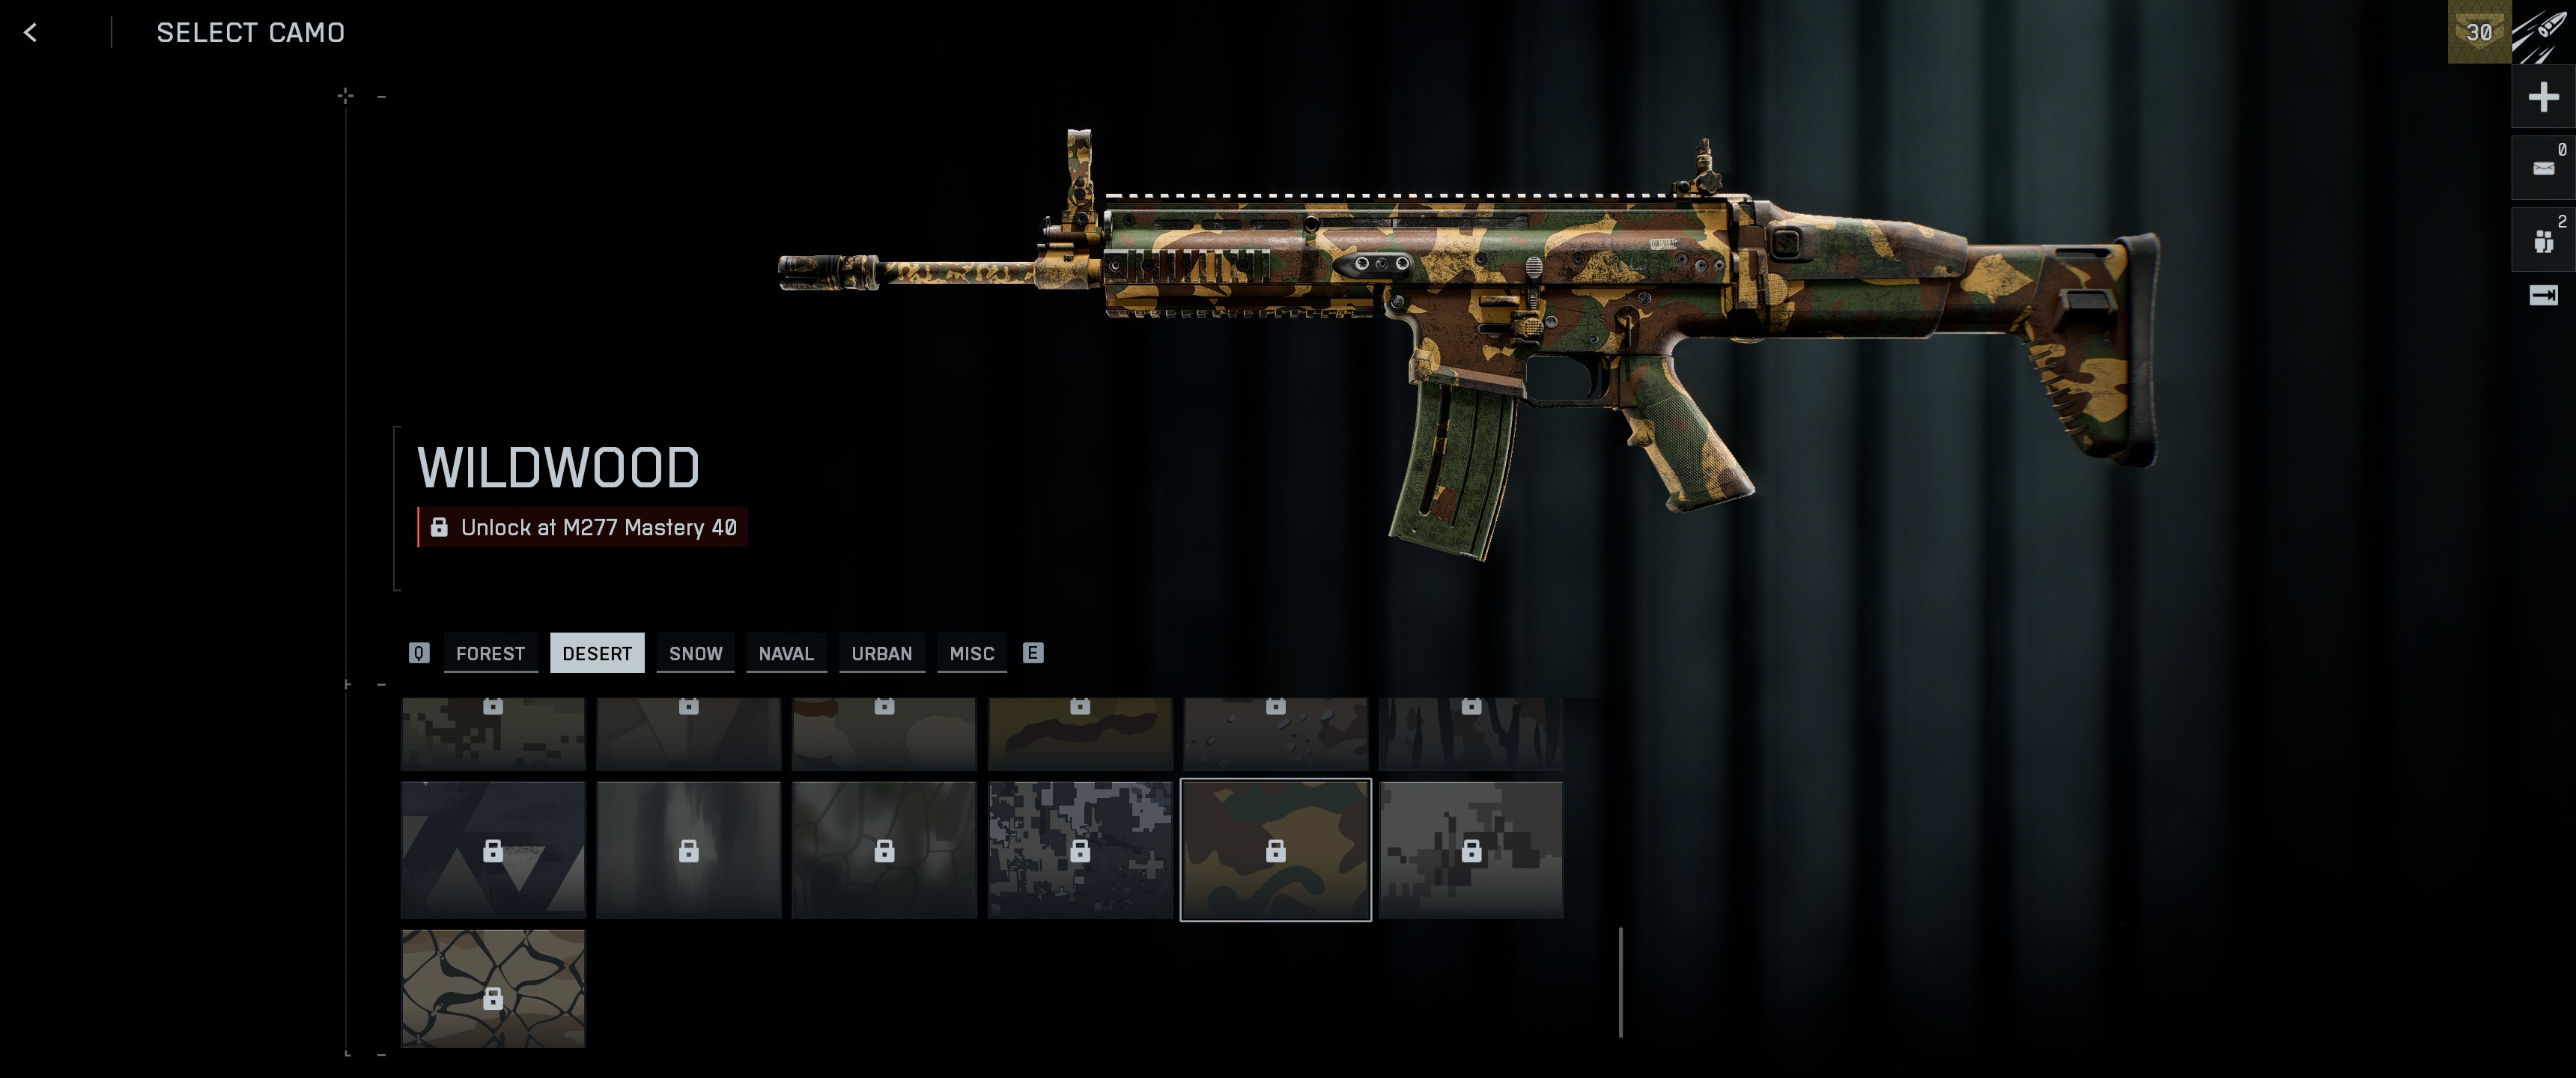 SELECT CAMO
30
0
2
WILDWOOD
Unlock at M277 Mastery 40
Q FOREST DESERT SNOW NAVAL URBAN MISC E